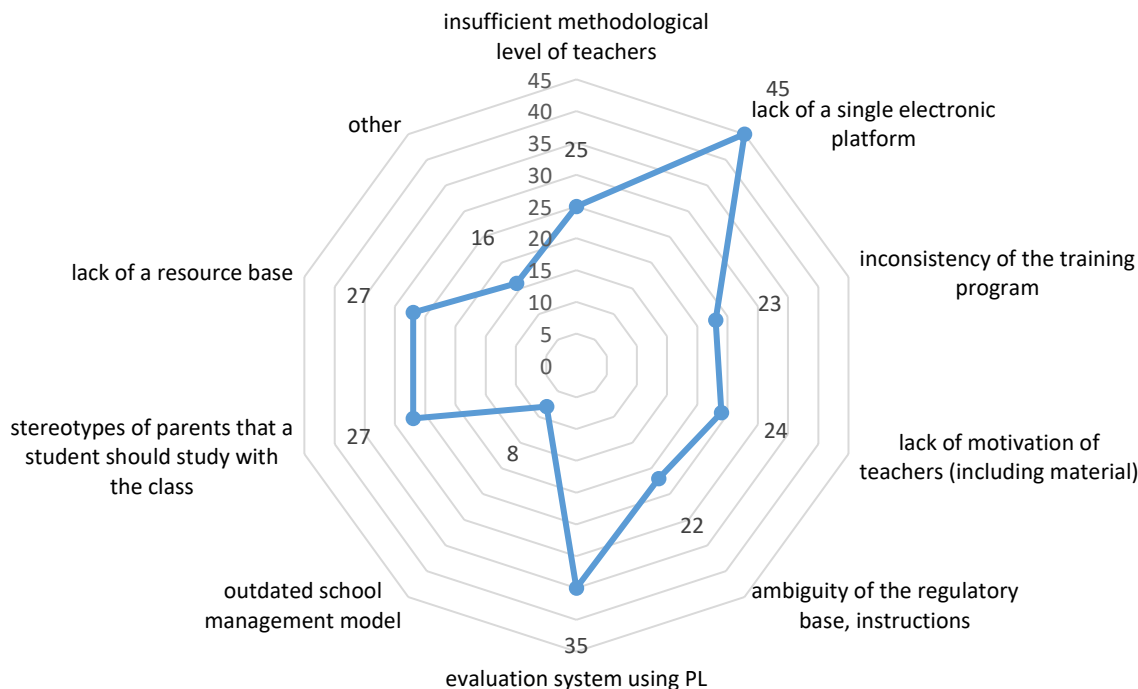 insufficient methodological
level of teachers
45
45
lack of a single electronic
platform
40
other
35
25
30
25
16
20
inconsistency of the training
program
lack of a resource base
27
15
23
10
5
0
stereotypes of parents that a
student should study with
the class
27
24
lack of motivation of
teachers (including material)
8
22
outdated school
management model
ambiguity of the regulatory
base, instructions
35
evaluation system using PL